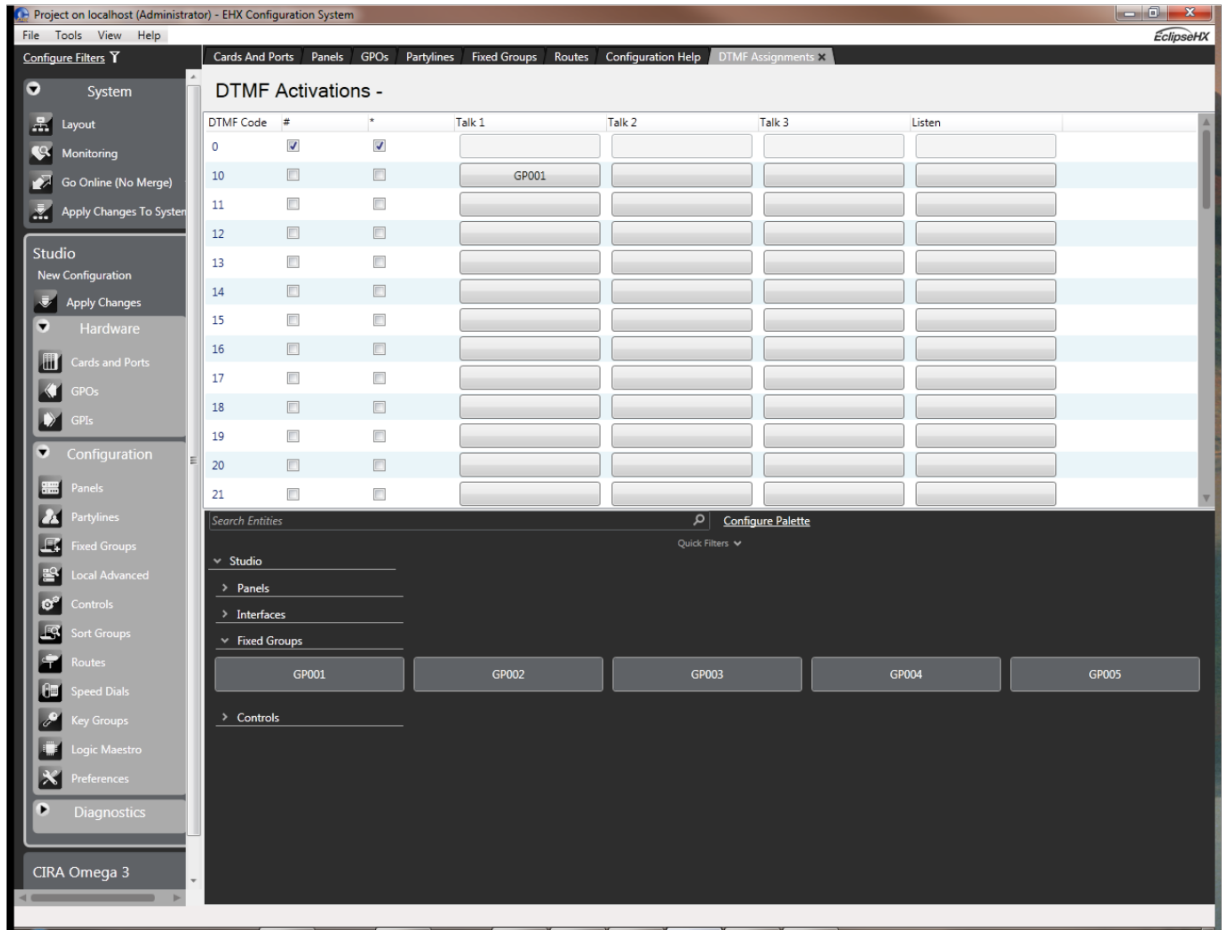 Project on localhost (Administrator) - EHX Configuration System
File Tools View Help
EclipseHX
Configure Filters
Cards And Ports Panels GPOs Partylines Fixed Groups Routes Configuration Help DTMF Assignments
System
Layout
Monitoring
Go Online (No Merge)
Apply Changes To System
Studio
New Configuration
Apply Changes
Hardware
Cards and Ports
GPOs
GPIs
Configuration
Panels
Partylines
Fixed Groups
Local Advanced
Controls
Sort Groups
Routes
Speed Dials
Key Groups
Logic Maestro
Preferences
Diagnostics
CIRA Omega 3
DTMF Activations -
DTMF Code # * Talk 1 Talk 2 Talk 3 Listen
0
10 GP001
11
12
13
14
15
16
17
18
19
20
21
Search Entities
Configure Palette
Quick Filters
Studio
Panels
Interfaces
Fixed Groups
GP001 GP002 GP003 GP004 GP005
Controls